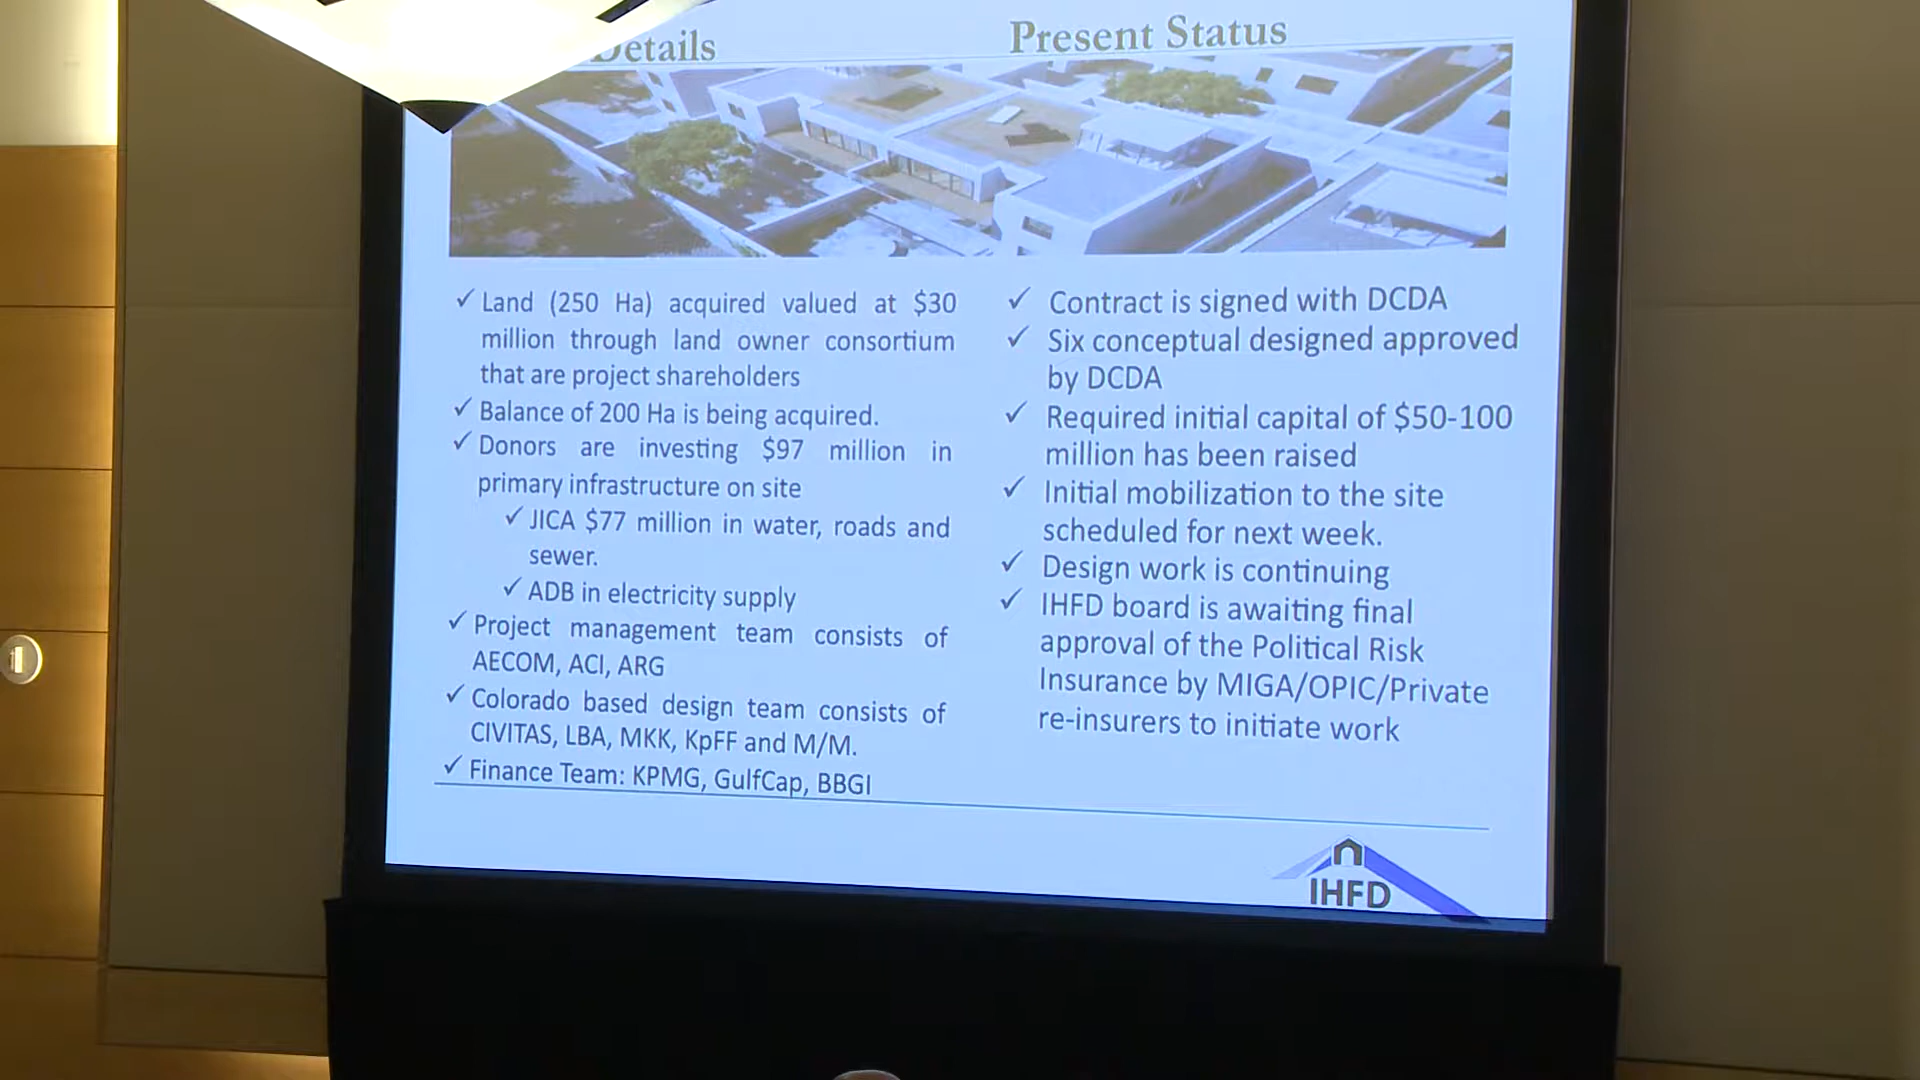 Details
Present Status
✓ Land (250 Ha) acquired valued at $30
million through land owner consortium
that are project shareholders
✓ Balance of 200 Ha is being acquired.
✓ Donors are investing $97 million in
primary infrastructure on site
✓ JICA $77 million in water, roads and
sewer.
✓ ADB in electricity supply
✓ Project management team consists of
AECOM, ACI, ARG
✓ Colorado based design team consists of
CIVITAS, LBA, MKK, KpFF and M/M.
✓ Finance Team: KPMG, GulfCap, BBGI
✓ Contract is signed with DCDA
✓ Six conceptual designed approved
by DCDA
✓ Required initial capital of $50-100
million has been raised
✓ Initial mobilization to the site
scheduled for next week.
✓ Design work is continuing
✓ IHFD board is awaiting final
approval of the Political Risk
Insurance by MIGA/OPIC/Private
re-insurers to initiate work
IHFD